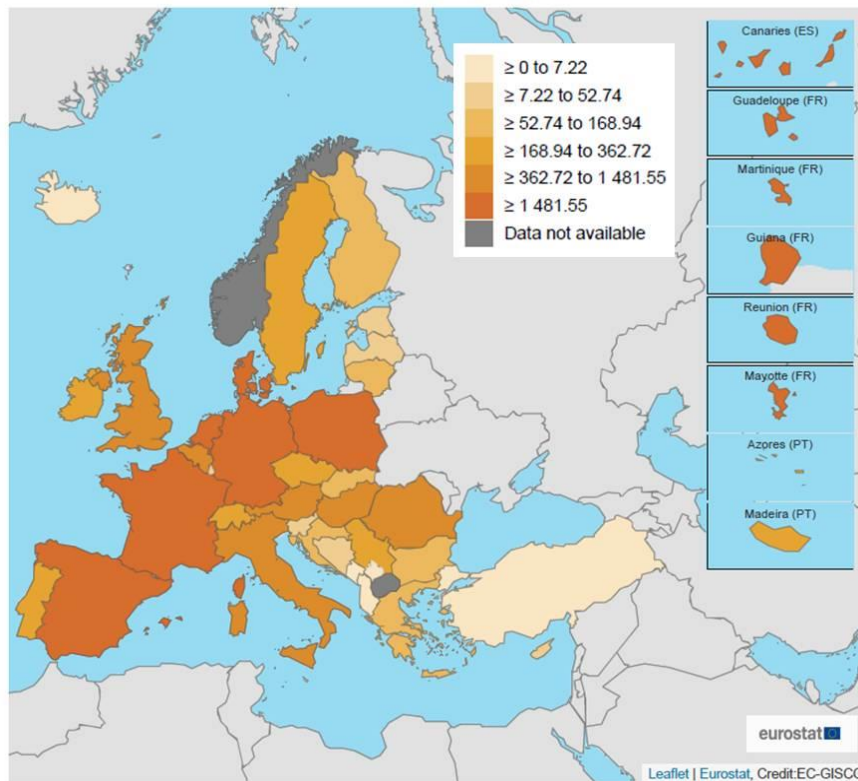 ≥ 0 to 7.22
≥ 7.22 to 52.74
≥ 52.74 to 168.94
≥ 168.94 to 362.72
≥ 362.72 to 1 481.55
≥ 1 481.55
Data not available
Canaries (ES)
Guadeloupe (FR)
Martinique (FR)
Guiana (FR)
Reunion (FR)
Mayotte (FR)
Azores (PT)
Madeira (PT)
eurostat
Leaflet | Eurostat, Credit:EC-GISCO